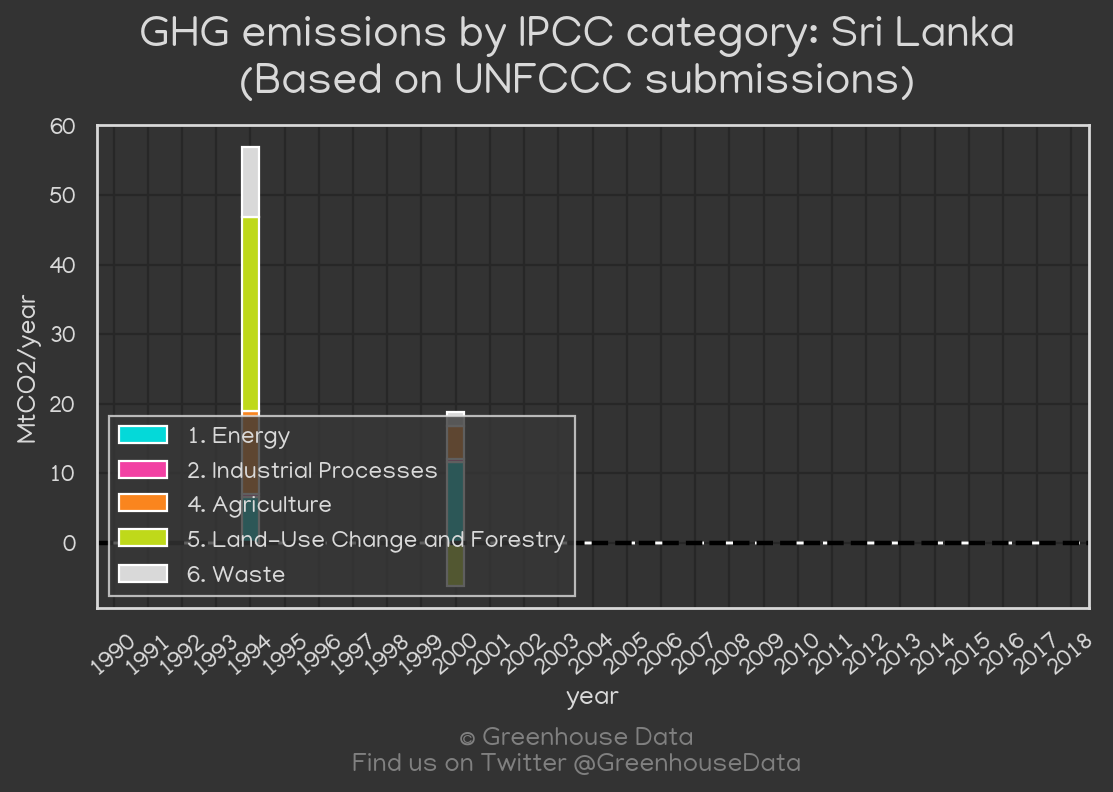 GHG emissions by IPCC category: Sri Lanka
(Based on UNFCCC submissions)
MtCO2/year
60
50
40
30
20
10
0
1. Energy
2. Industrial Processes
4. Agriculture
5. Land-Use Change and Forestry
6. Waste
1990 1991 1992 1993 1994 1995 1996 1997 1998 1999 2000 2001 2002 2003 2004 2005 2006 2007 2008 2009 2010 2011 2012 2013 2014 2015 2016 2017 2018
year
© Greenhouse Data
Find us on Twitter @GreenhouseData